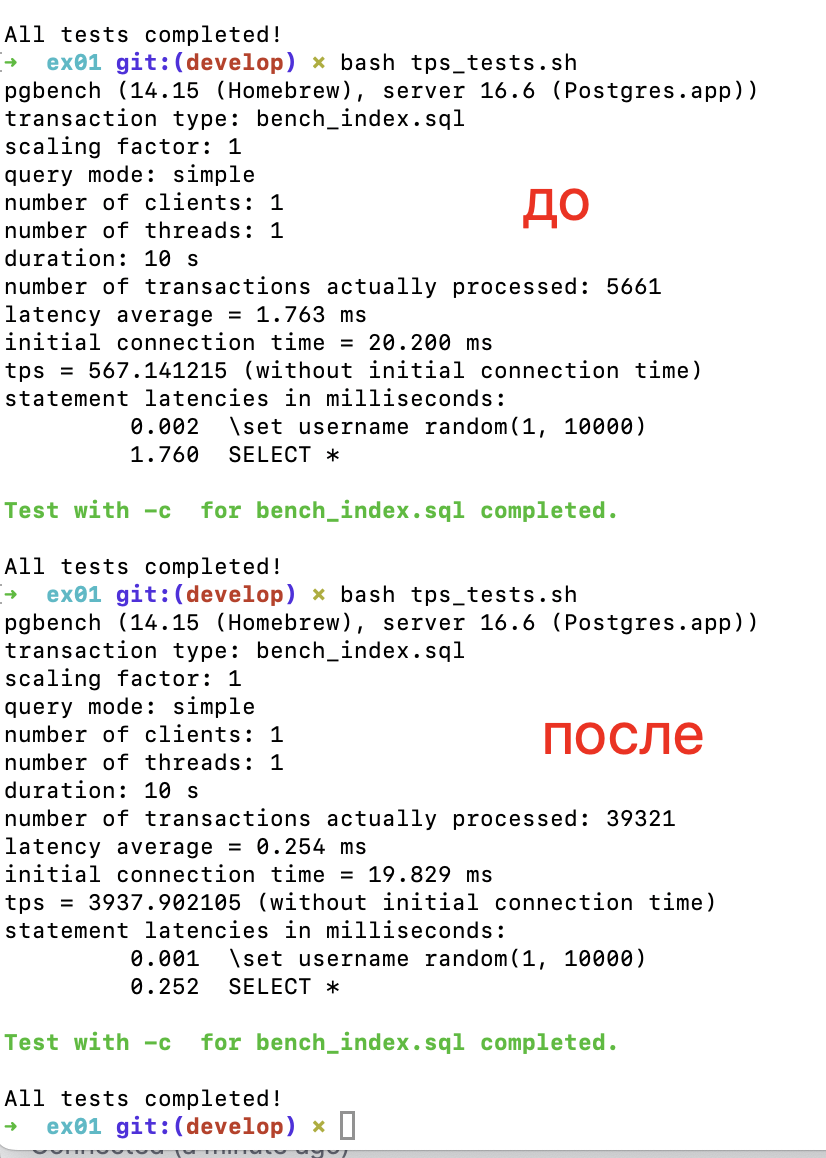 All tests completed!
→ ex01 git:(develop) × bash tps_tests.sh
pgbench (14.15 (Homebrew), server 16.6 (Postgres.app))
transaction type: bench_index.sql
scaling factor: 1
query mode: simple
number of clients: 1
до
number of threads: 1
duration: 10 s
number of transactions actually processed: 5661
latency average = 1.763 ms
initial connection time = 20.200 ms
tps = 567.141215 (without initial connection time)
statement latencies in milliseconds:
0.002 \set username random(1, 10000)
1.760 SELECT *
Test with -c  for bench_index.sql completed.
All tests completed!
→ ex01 git:(develop) × bash tps_tests.sh
pgbench (14.15 (Homebrew), server 16.6 (Postgres.app))
transaction type: bench_index.sql
scaling factor: 1
query mode: simple
number of clients: 1
после
number of threads: 1
duration: 10 s
number of transactions actually processed: 39321
latency average = 0.254 ms
initial connection time = 19.829 ms
tps = 3937.902105 (without initial connection time)
statement latencies in milliseconds:
0.001 \set username random(1, 10000)
0.252 SELECT *
Test with -c  for bench_index.sql completed.
All tests completed!
→ ex01 git:(develop) ×
Connected (a minute ago)